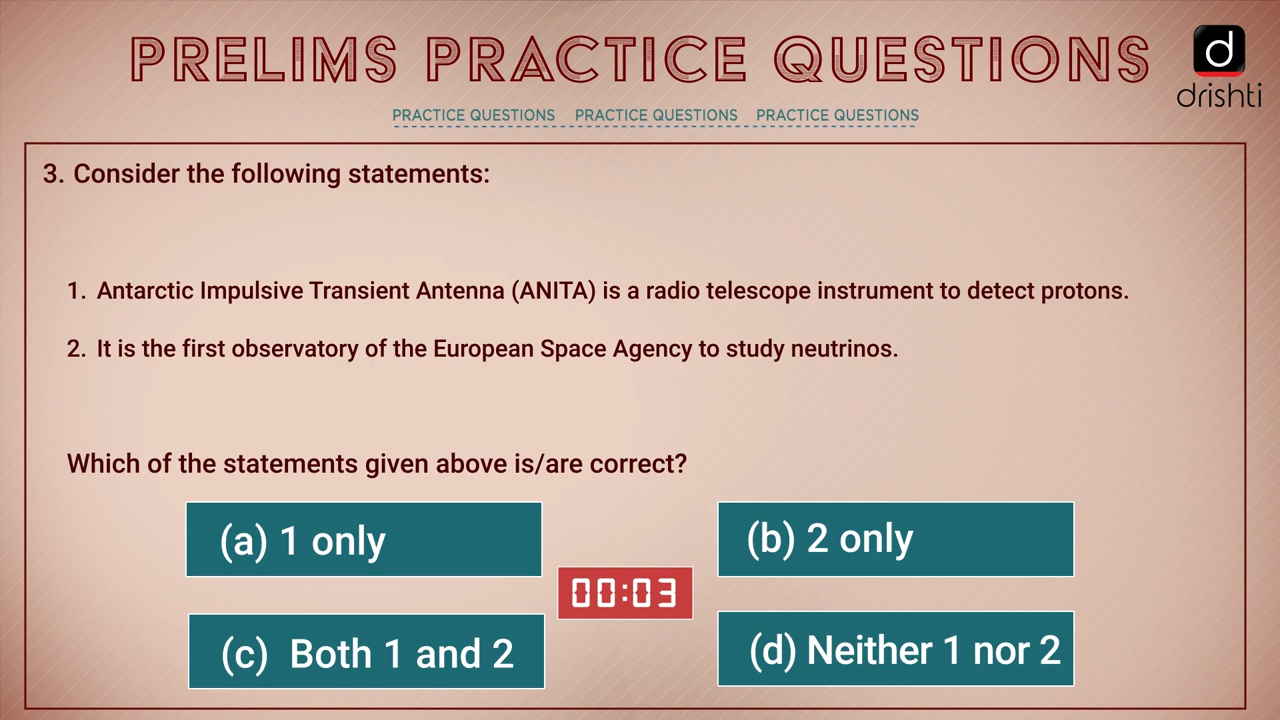 PRELIMS PRACTICE QUESTIONS
drishti
PRACTICE QUESTIONS PRACTICE QUESTIONS PRACTICE QUESTIONS
3. Consider the following statements:
1. Antarctic Impulsive Transient Antenna (ANITA) is a radio telescope instrument to detect protons.
2. It is the first observatory of the European Space Agency to study neutrinos.
Which of the statements given above is/are correct?
(a) 1 only
(b) 2 only
00:03
(c) Both 1 and 2
(d) Neither 1 nor 2